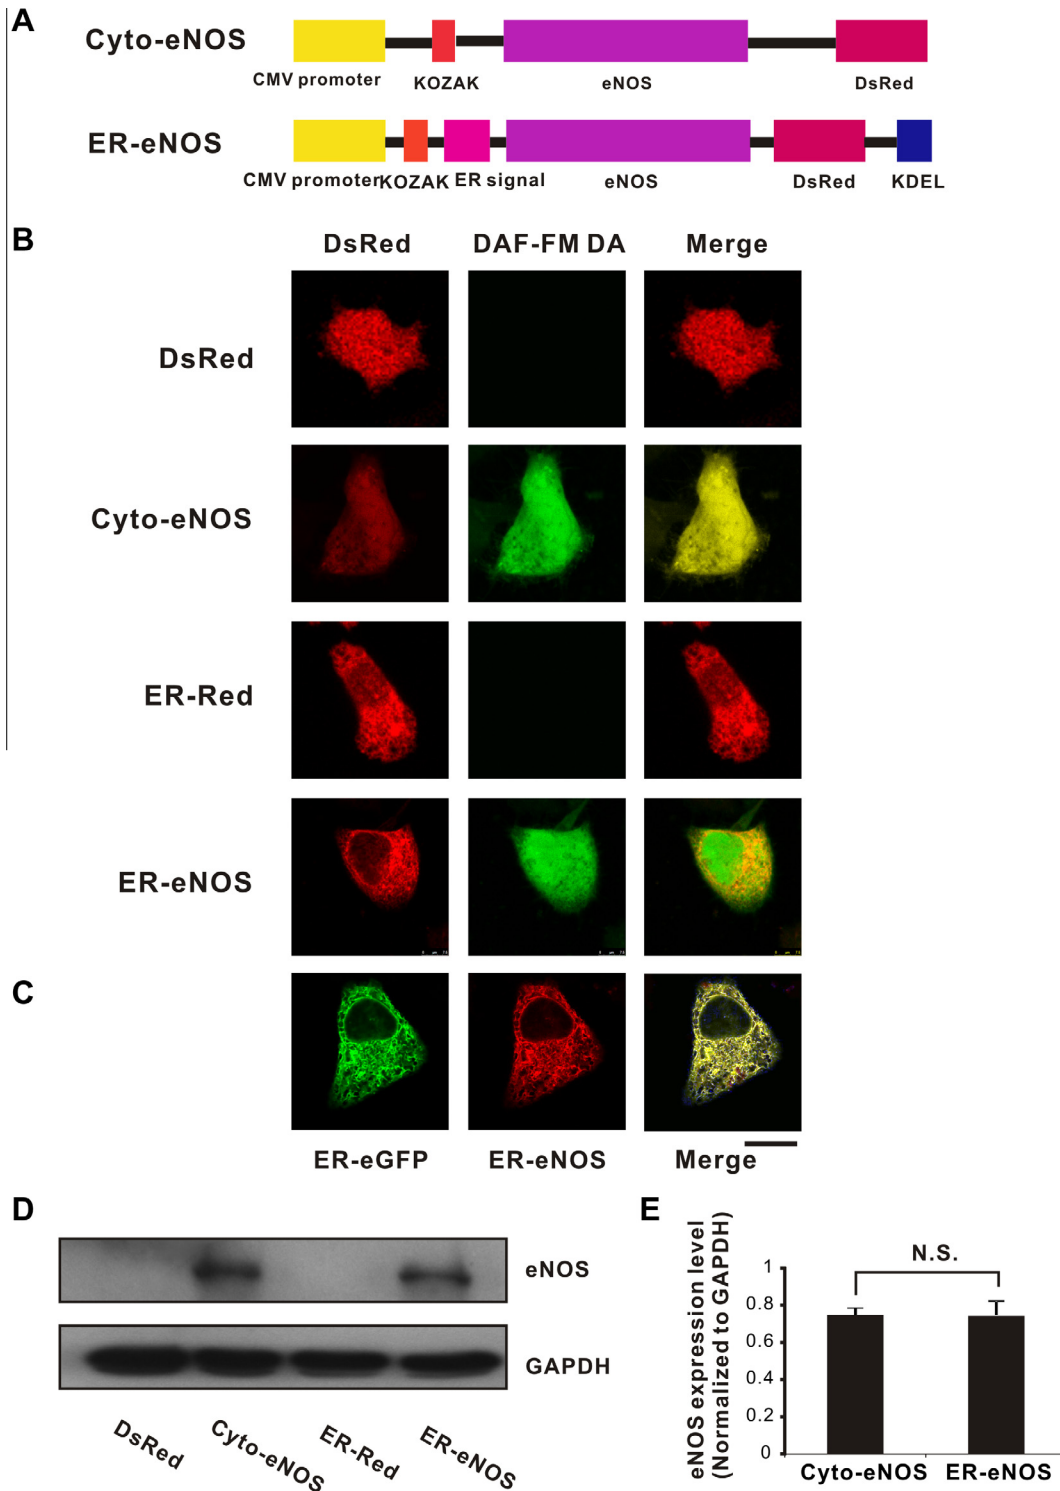 A
Cyto-eNOS
CMV promoter
KOZAK
eNOS
DsRed
ER-eNOS
CMV promoter
KOZAK
ER signal
eNOS
DsRed
KDEL
B
DsRed
DAF-FM DA
Merge
DsRed
Cyto-eNOS
ER-Red
ER-eNOS
C
ER-eGFP
ER-eNOS
Merge
D
eNOS
GAPDH
DsRed
Cyto-eNOS
ER-Red
ER-eNOS
E
eNOS expression level
(Normalized to GAPDH)
N.S.
1
0.8
0.6
0.4
0.2
0
Cyto-eNOS
ER-eNOS